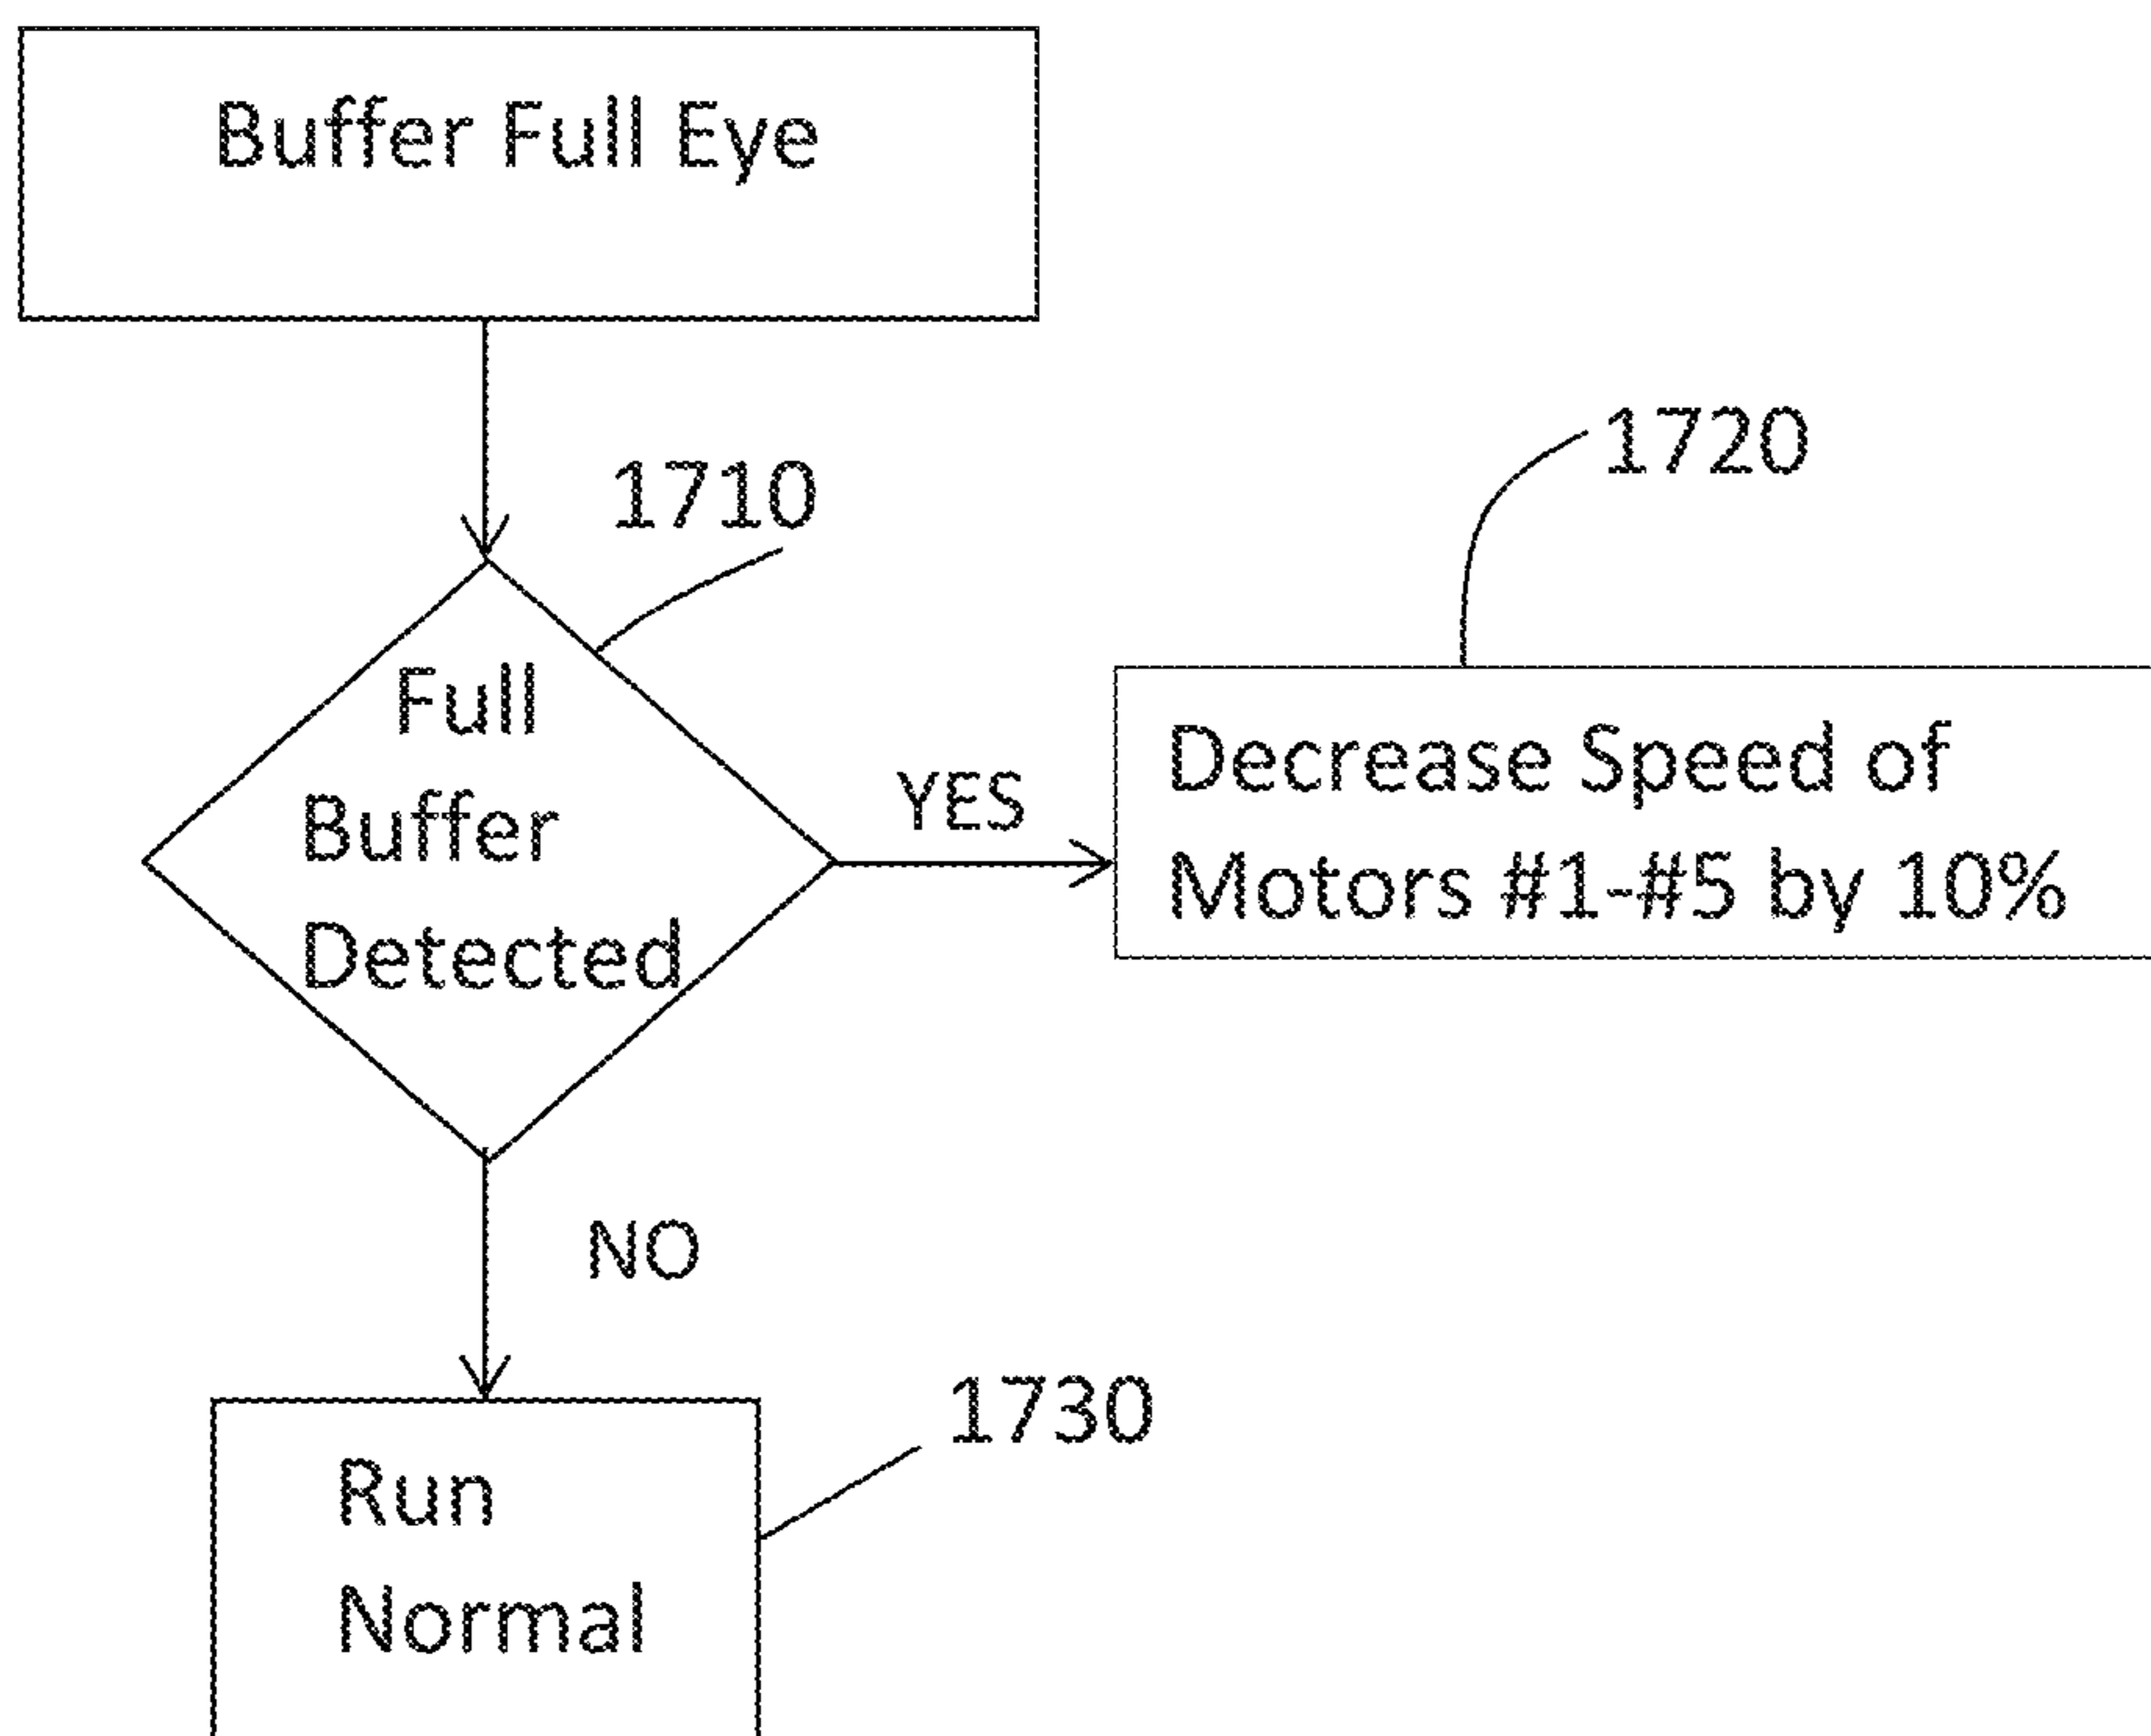 Buffer Full Eye
1710
1720
Full
Buffer
Detected
YES
Decrease Speed of
Motors #1-#5 by 10%
NO
1730
Run
Normal